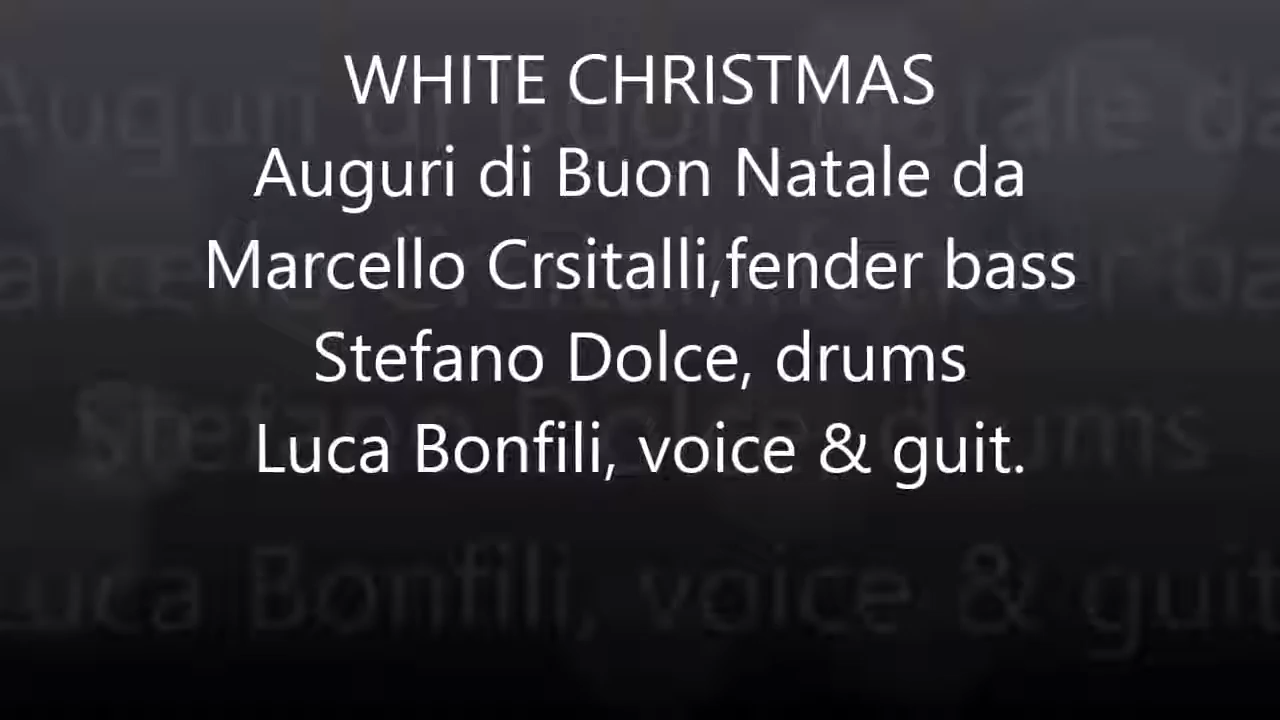 WHITE CHRISTMAS
Auguri di Buon Natale da
Marcello Crsitalli,fender bass
Stefano Dolce, drums
Luca Bonfili, voice & guit.